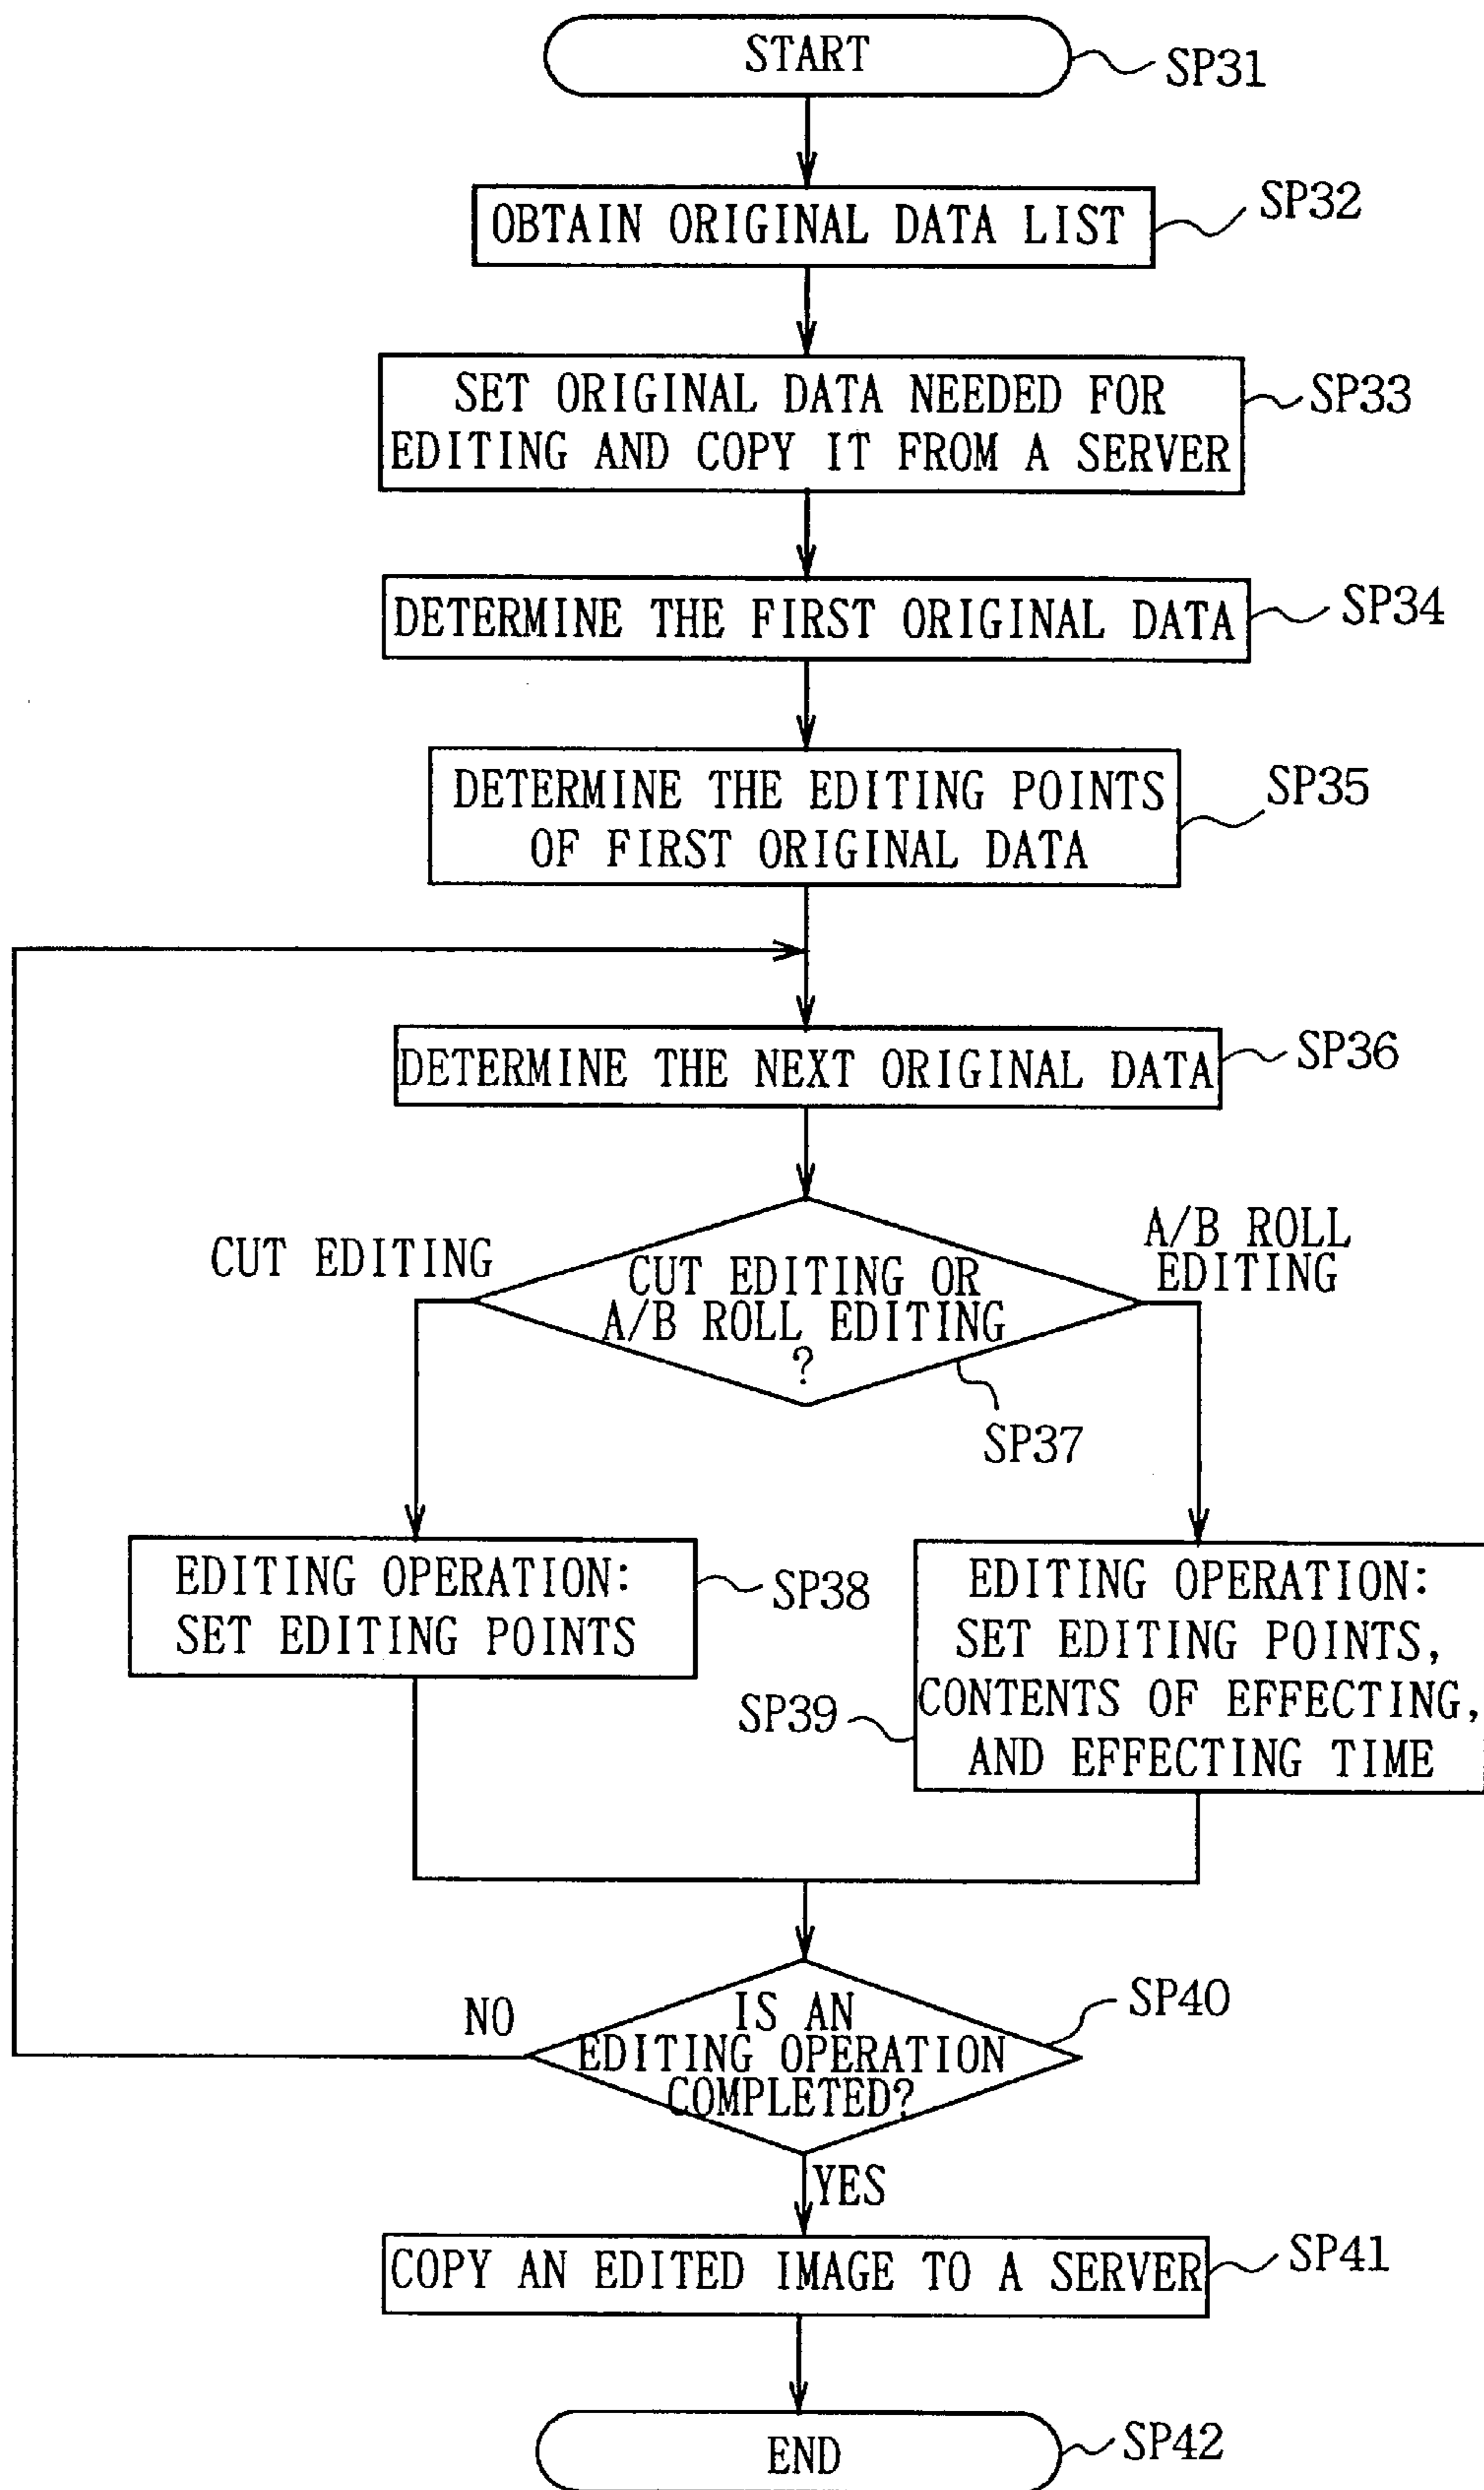 START
SP31
OBTAIN ORIGINAL DATA LIST
SP32
SET ORIGINAL DATA NEEDED FOR
EDITING AND COPY IT FROM A SERVER
SP33
DETERMINE THE FIRST ORIGINAL DATA
SP34
DETERMINE THE EDITING POINTS
OF FIRST ORIGINAL DATA
SP35
DETERMINE THE NEXT ORIGINAL DATA
SP36
CUT EDITING
CUT EDITING OR
A/B ROLL EDITING
?
A/B ROLL
EDITING
SP37
EDITING OPERATION:
SET EDITING POINTS
SP38
EDITING OPERATION:
SET EDITING POINTS,
CONTENTS OF EFFECTING,
AND EFFECTING TIME
SP39
NO
IS AN
EDITING OPERATION
COMPLETED?
SP40
YES
COPY AN EDITED IMAGE TO A SERVER
SP41
END
SP42